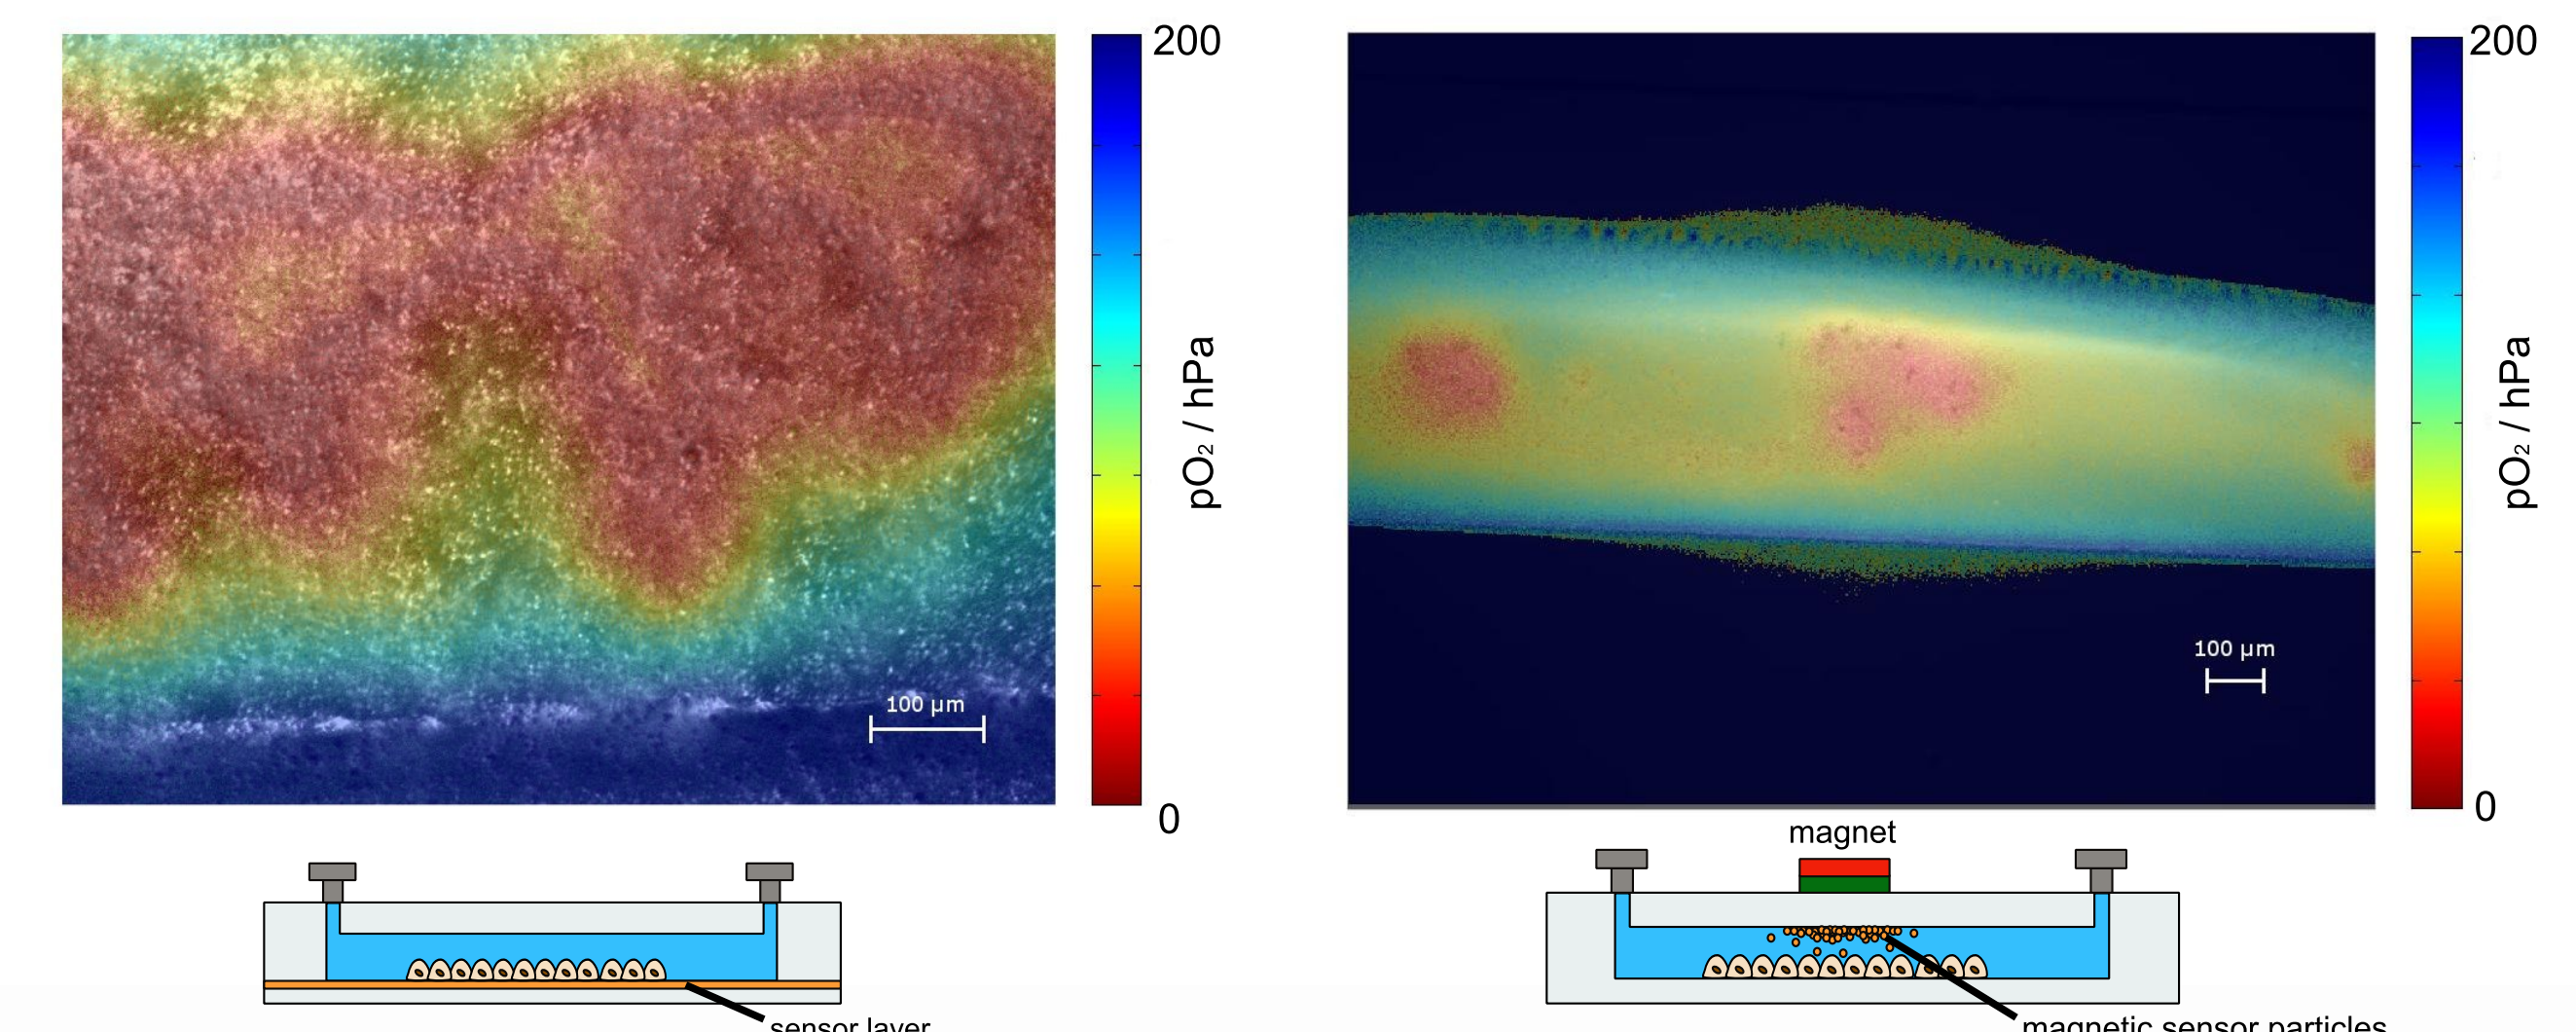 200
pO₂ / hPa
100 µm
0
sensor layer
200
pO₂ / hPa
100 µm
0
magnet
magnetic sensor particles